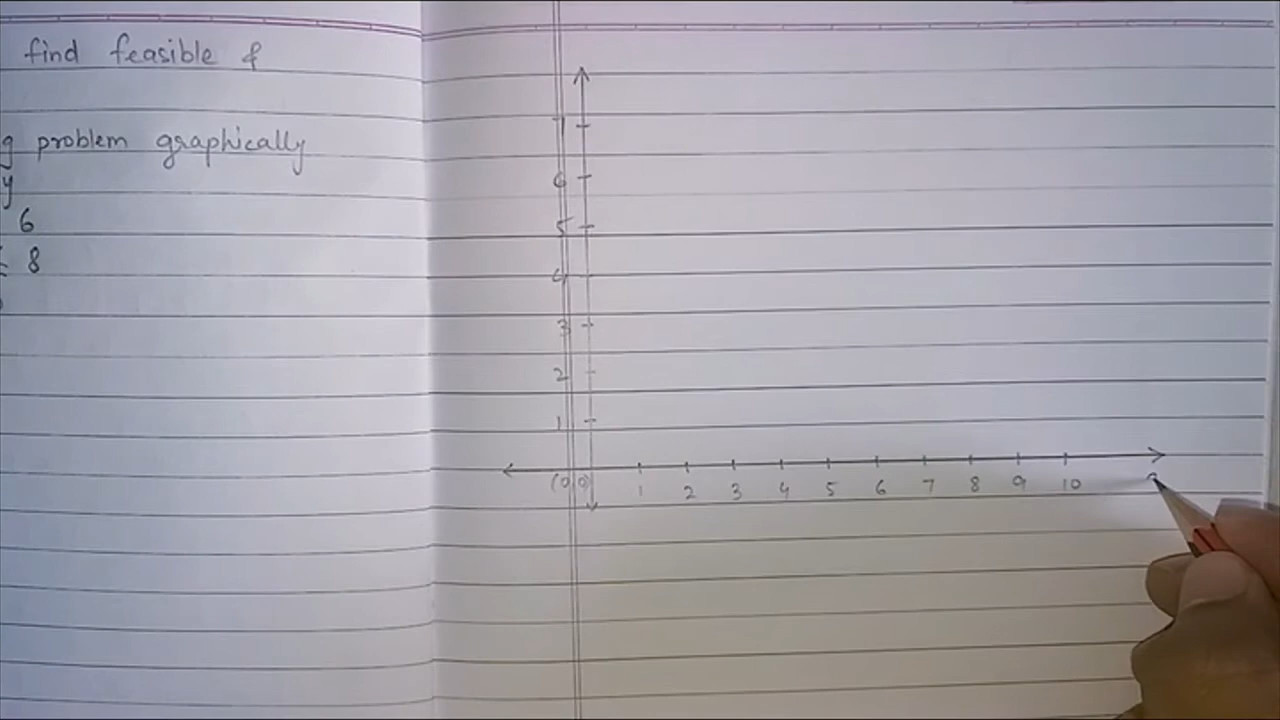 find feasible &
g problem graphically
y
6
≤ 8
7
6
5
4
3
2
1
(0,0) 1 2 3 4 5 6 7 8 9 10